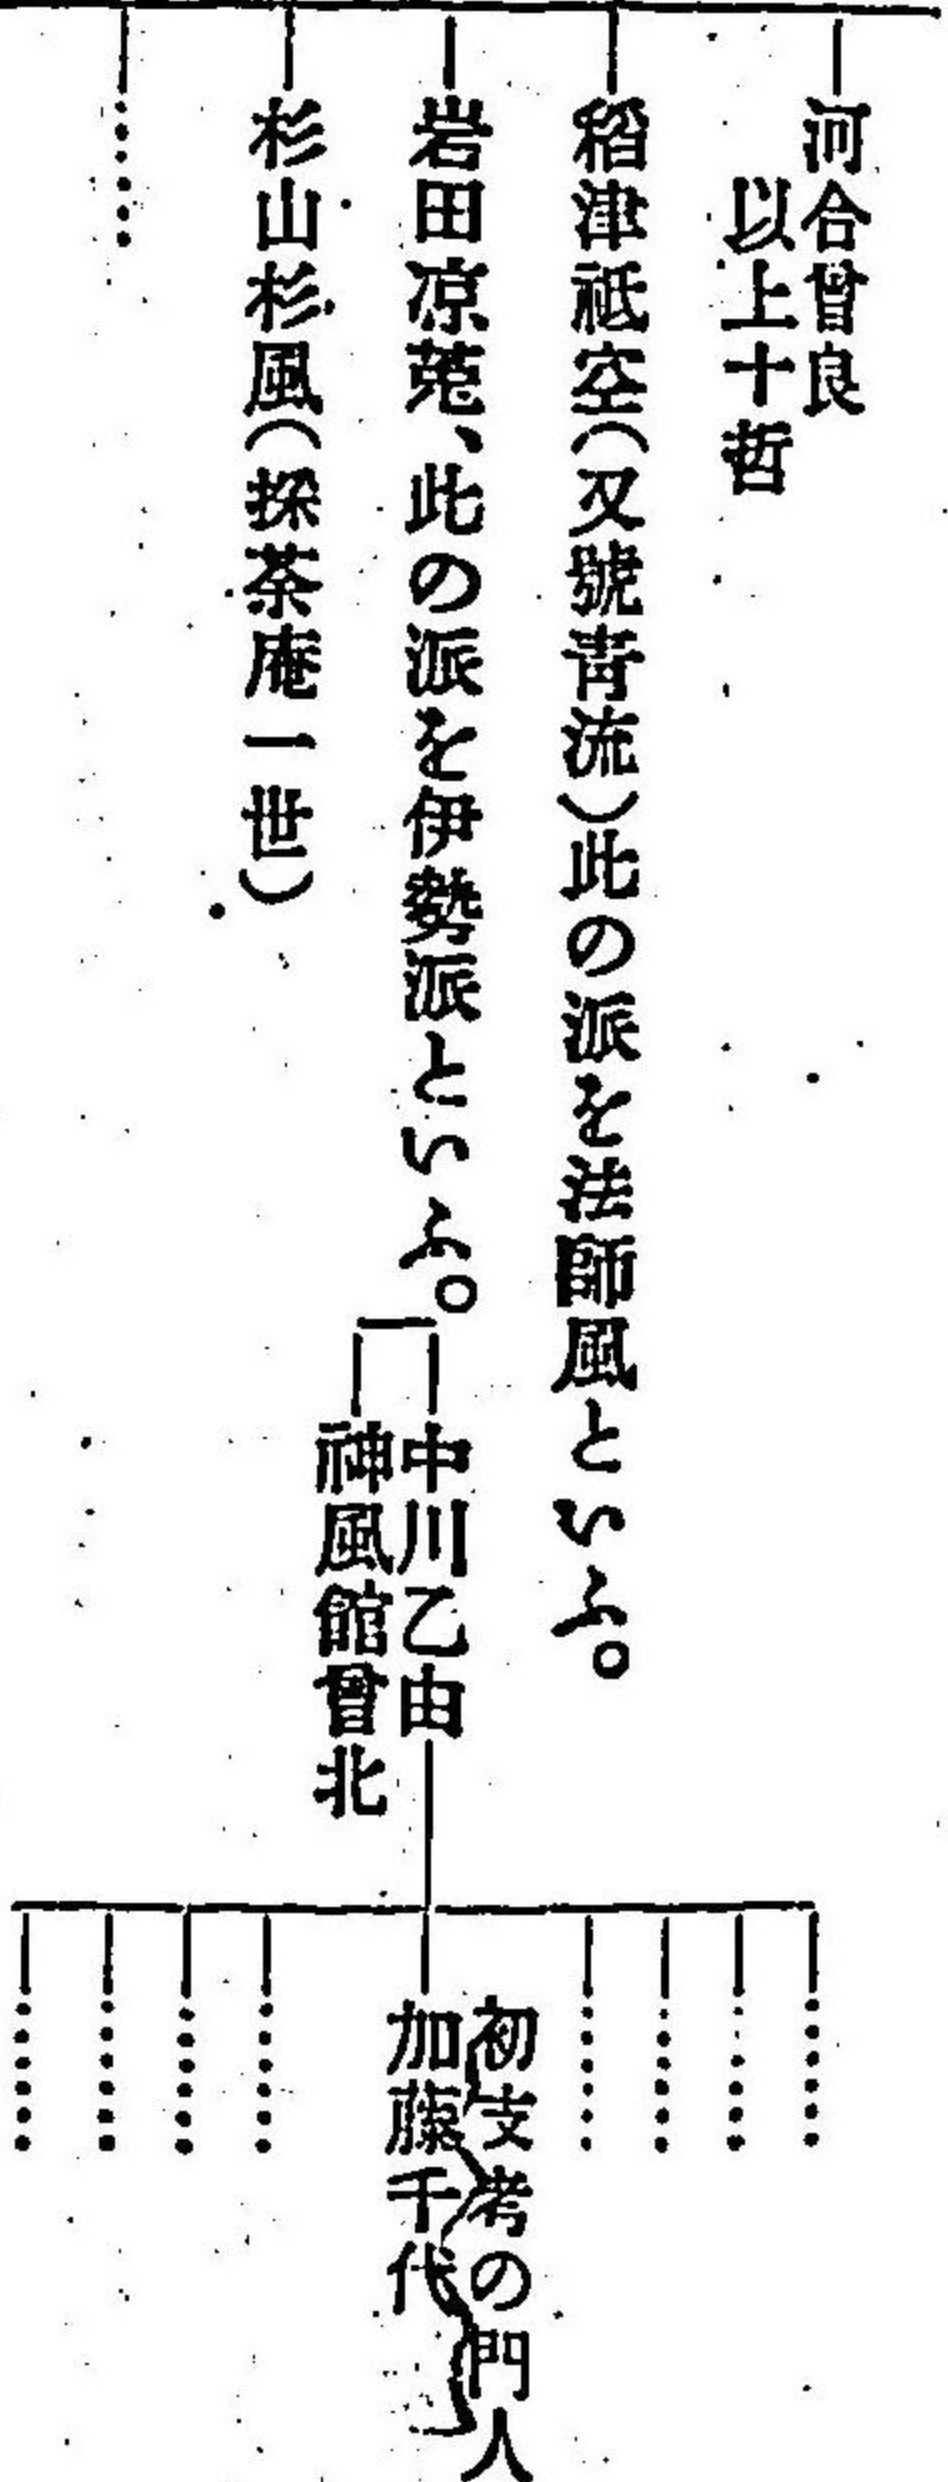 河合曾良
以上十哲
稻津祗空(又號靑流)此の派を法師風といふ。
岩田凉菟、此の派を伊勢派といふ。
中川乙由
神風館曾北
初支考の門人
加藤千代
杉山杉風(採茶庵一世)